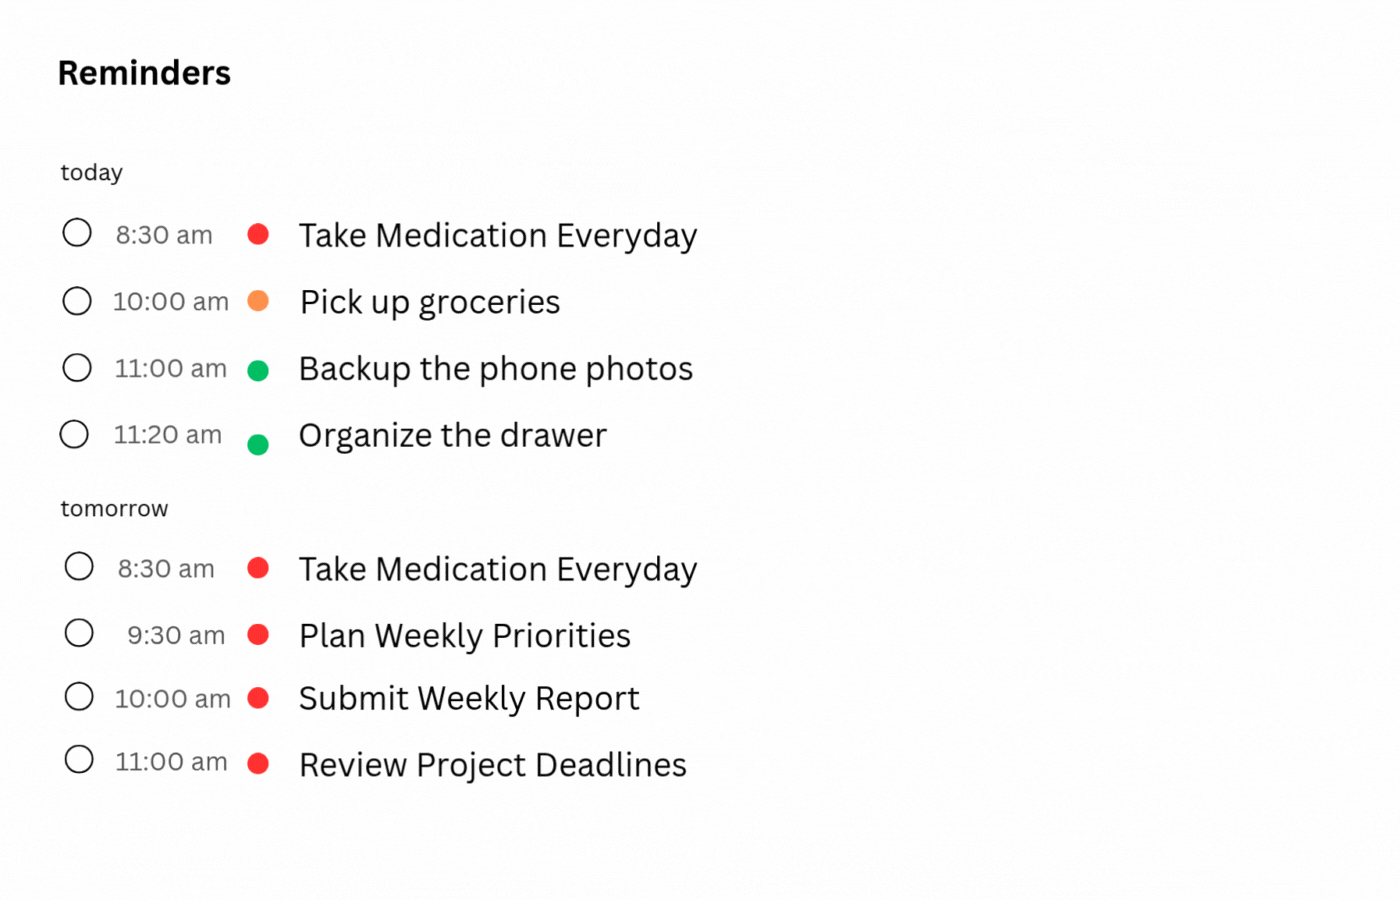 Reminders
today
8:30 am Take Medication Everyday
10:00 am Pick up groceries
11:00 am Backup the phone photos
11:20 am Organize the drawer
tomorrow
8:30 am Take Medication Everyday
9:30 am Plan Weekly Priorities
10:00 am Submit Weekly Report
11:00 am Review Project Deadlines